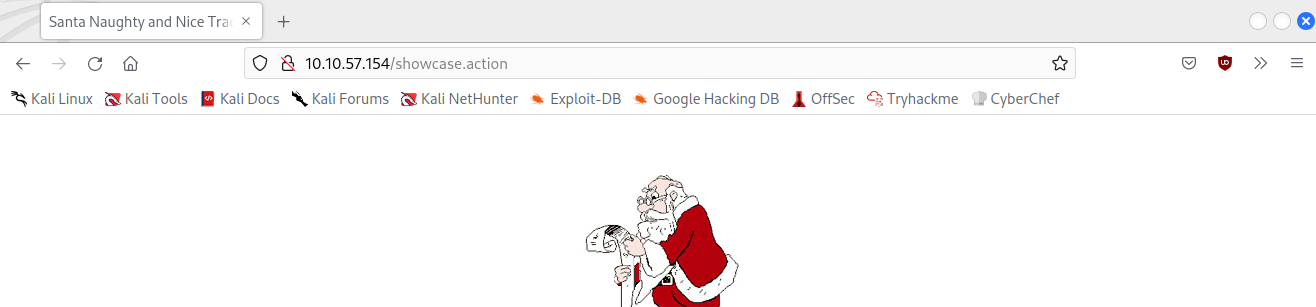 Santa Naughty and Nice Trac
10.10.57.154/showcase.action
Kali Linux Kali Tools Kali Docs Kali Forums Kali NetHunter Exploit-DB Google Hacking DB OffSec Tryhackme CyberChef